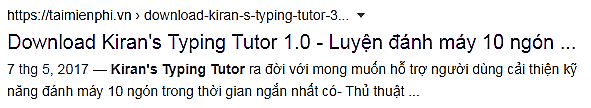 https://taimienphi.vn › download-kiran-s-typing-tutor-3...
Download Kiran's Typing Tutor 1.0 - Luyện đánh máy 10 ngón ...
7 thg 5, 2017 — Kiran's Typing Tutor ra đời với mong muốn hỗ trợ người dùng cải thiện kỹ
năng đánh máy 10 ngón trong thời gian ngắn nhất có- Thủ thuật ...